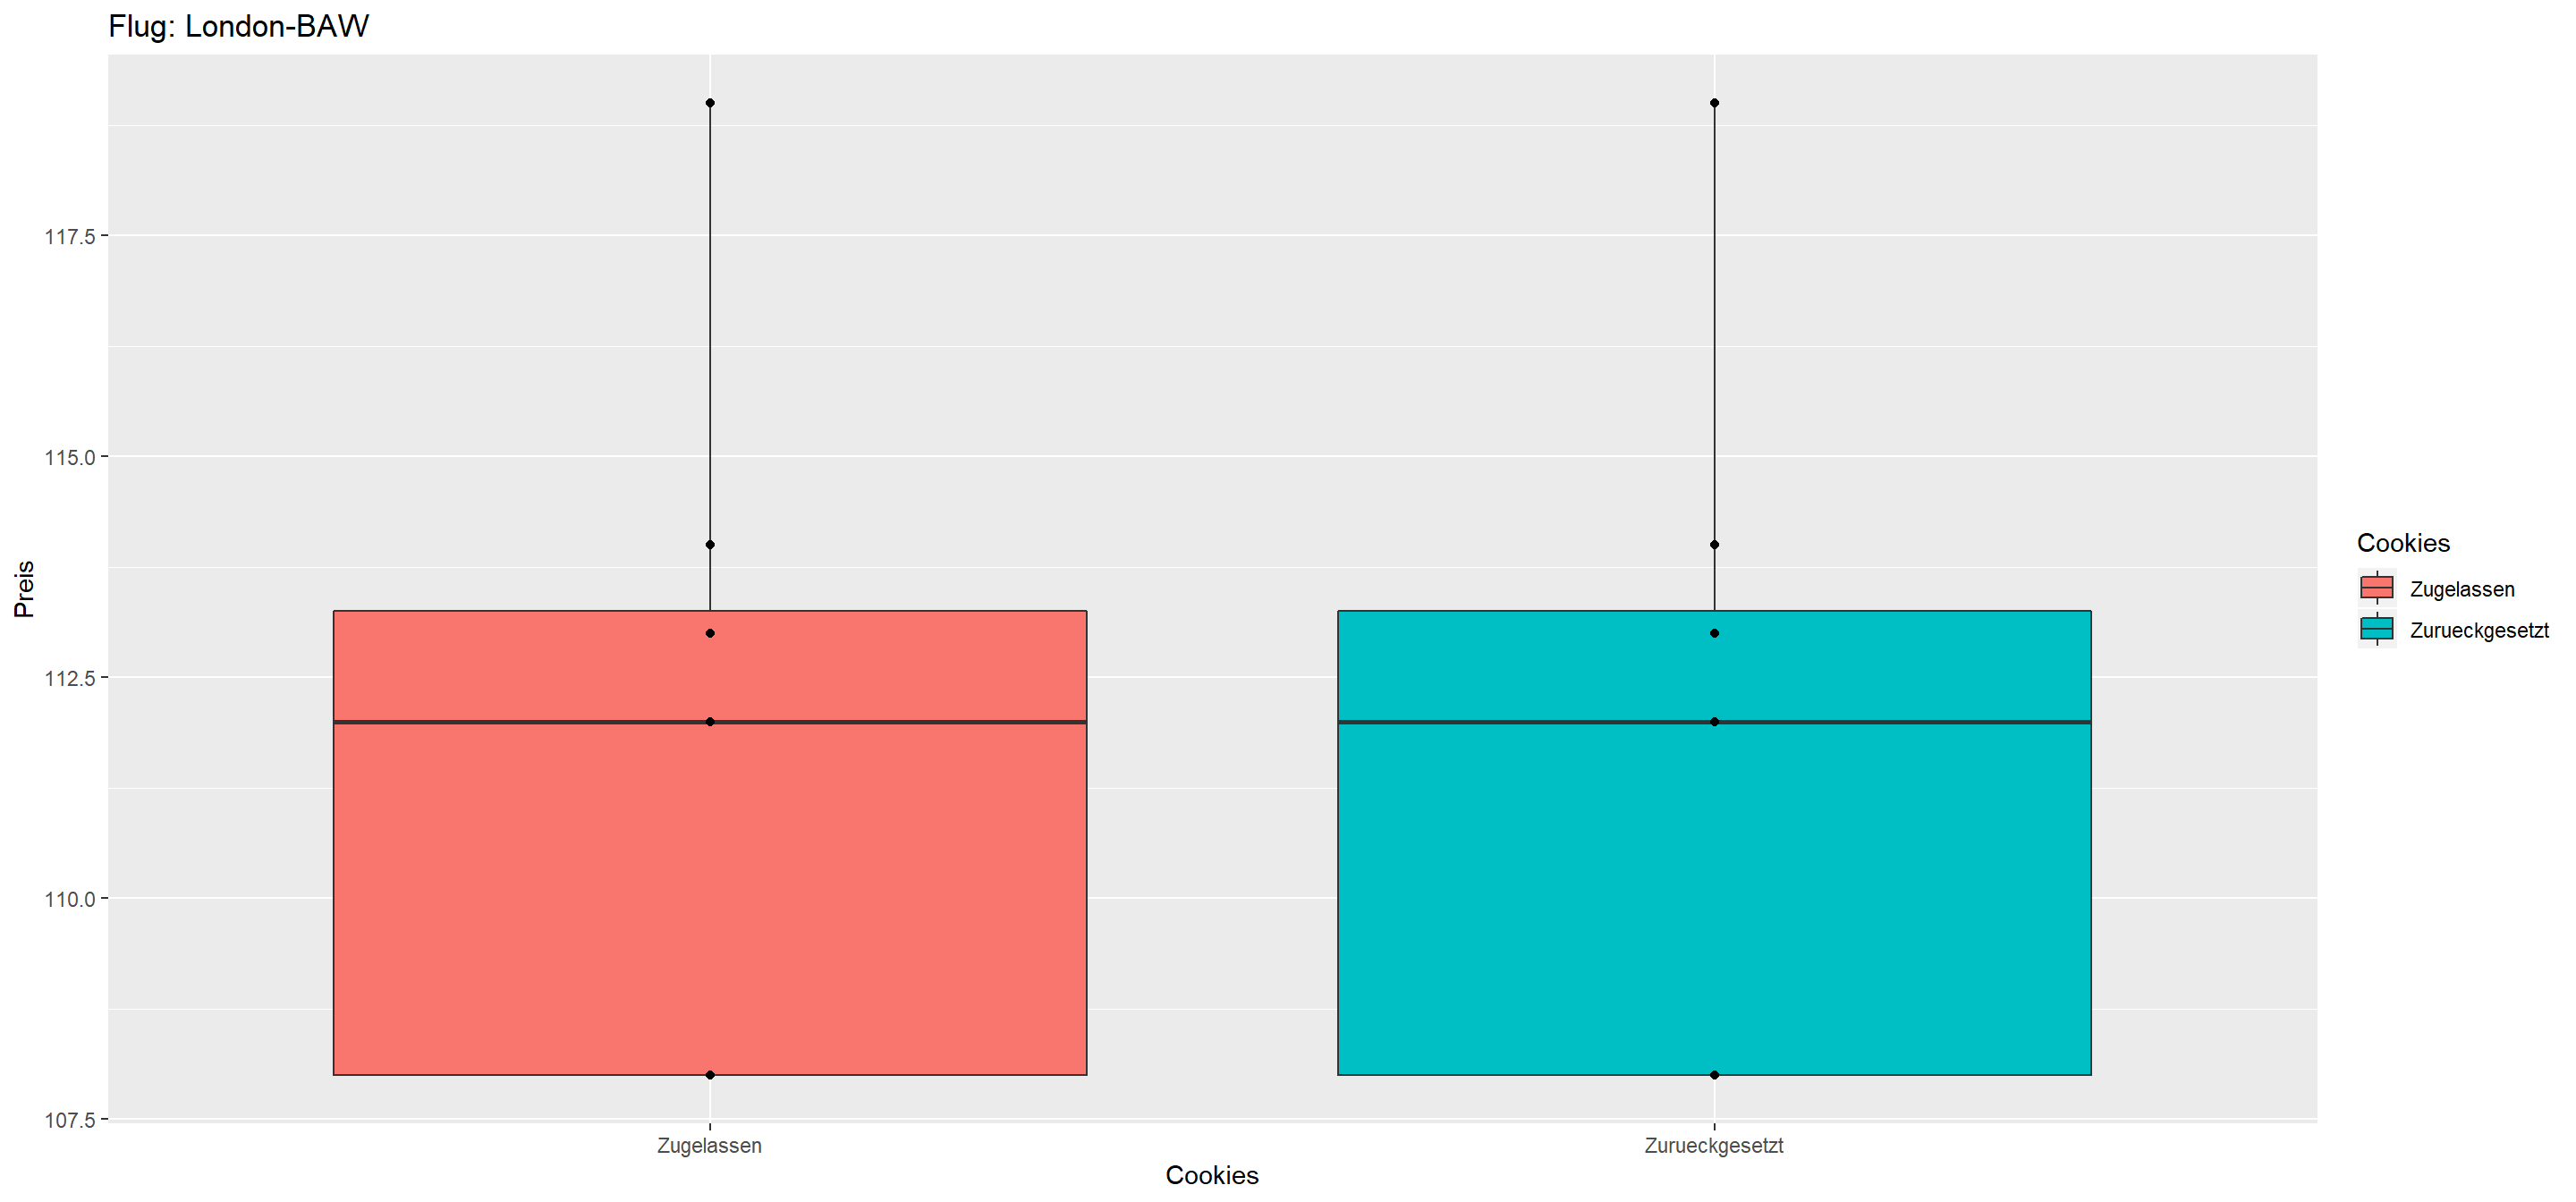 Flug: London-BAW
Preis
117.5
115.0
112.5
110.0
107.5
Zugelassen
Zurueckgesetzt
Cookies
Cookies
Zugelassen
Zurueckgesetzt